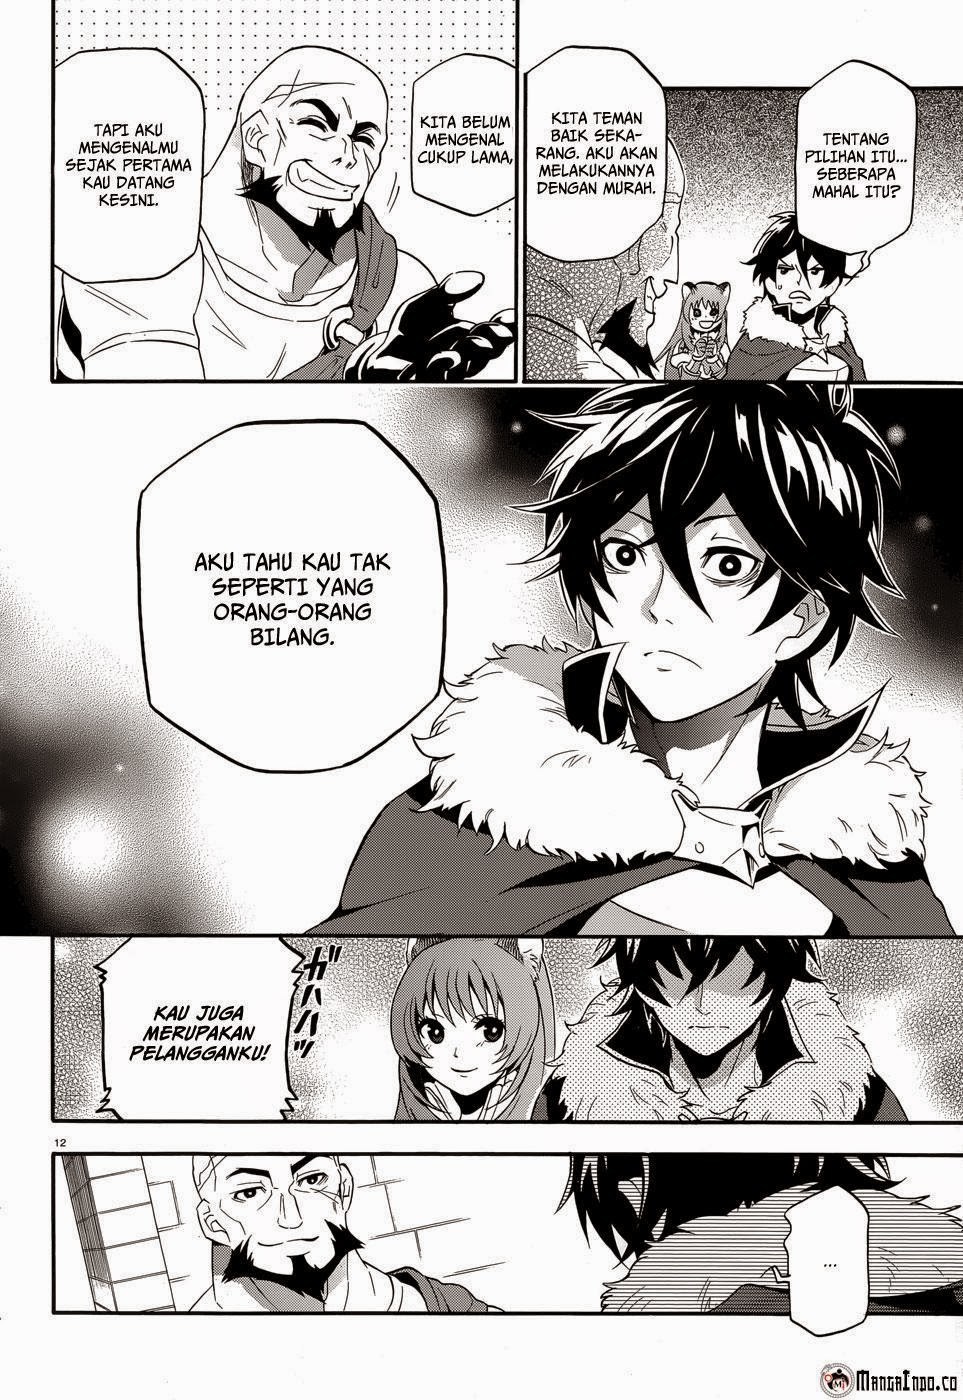 TENTANG
PILIHAN ITU...
SEBERAPA
MAHAL ITU?
KITA TEMAN
BAIK SEKA-
RANG. AKU AKAN
MELAKUKANNYA
DENGAN MURAH.
KITA BELUM
MENGENAL
CUKUP LAMA,
TAPI AKU
MENGENALMU
SEJAK PERTAMA
KAU DATANG
KESINI.
AKU TAHU KAU TAK
SEPERTI YANG
ORANG-ORANG
BILANG.
ガハハハ
KAU JUGA
MERUPAKAN
PELANGGANKU!
12
...
MANGAINDO.CO